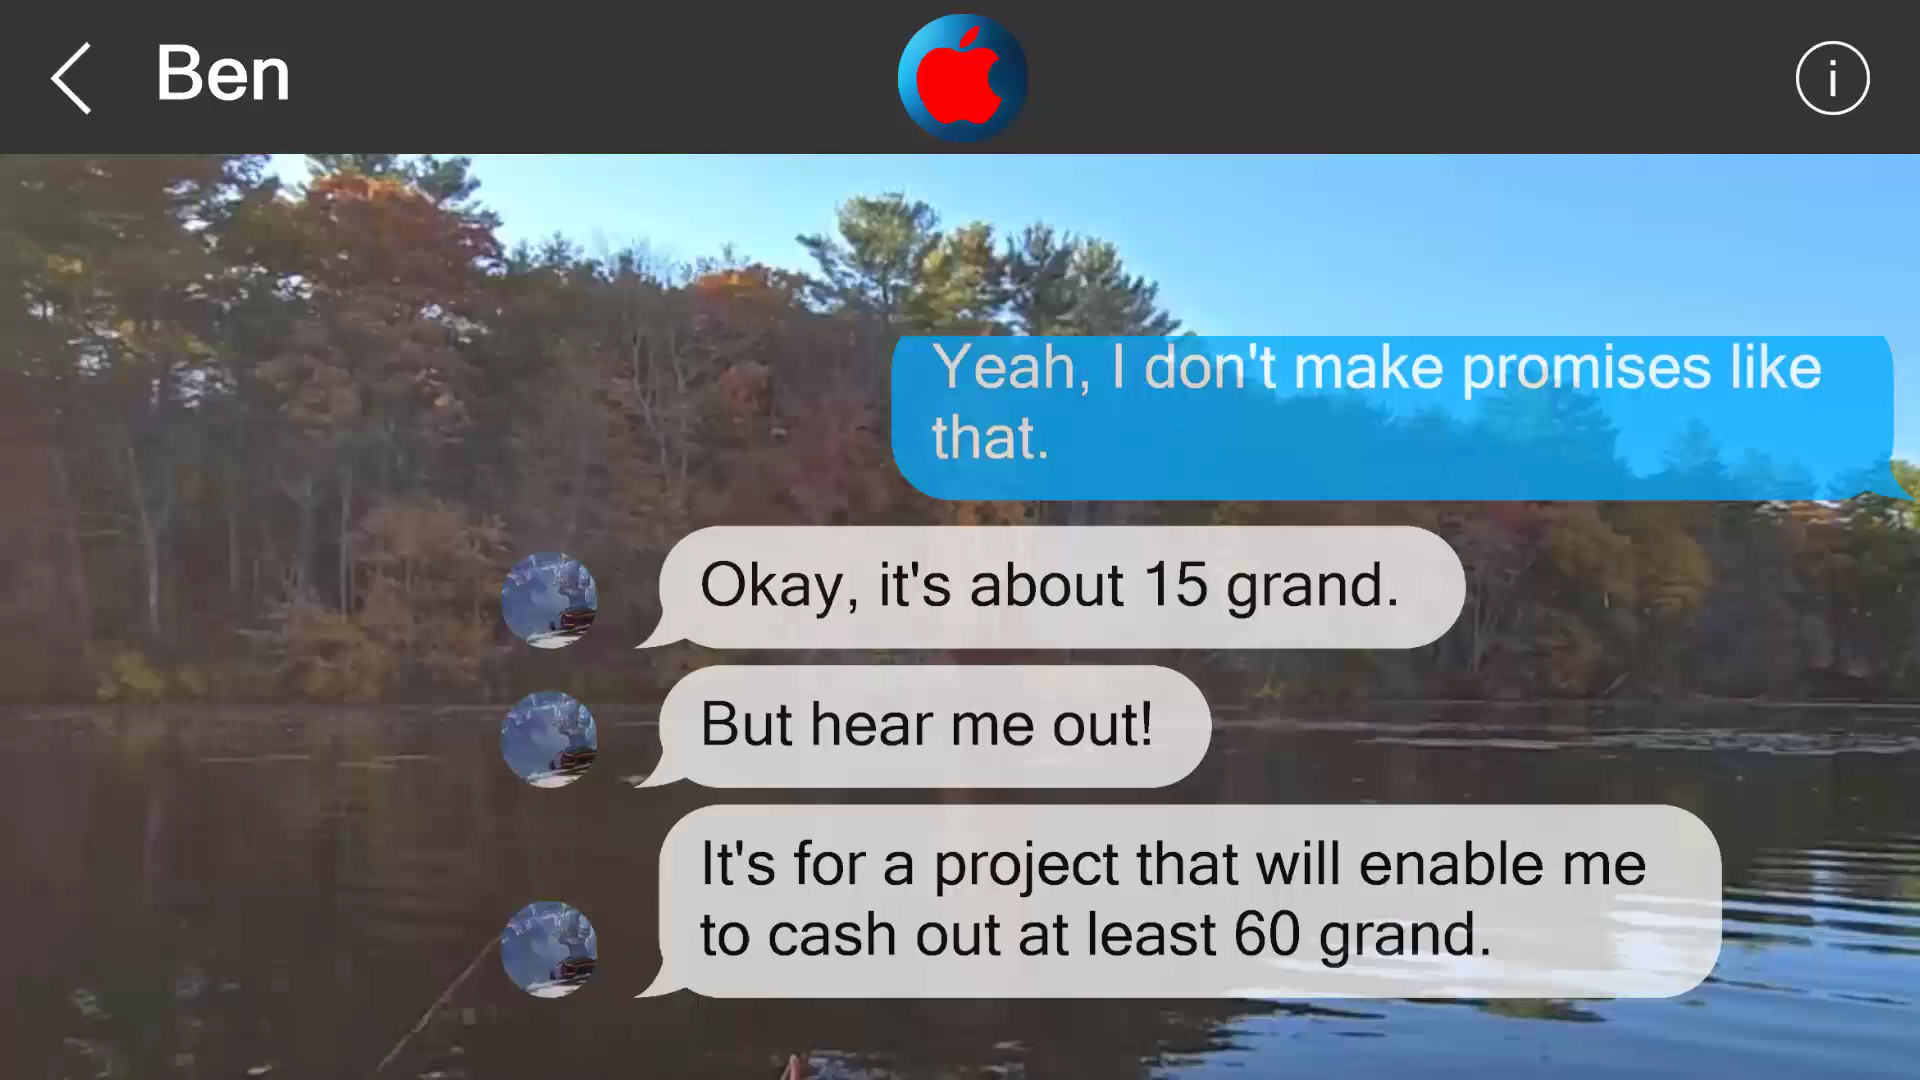 Ben
i
Yeah, I don't make promises like
that.
Okay, it's about 15 grand.
But hear me out!
It's for a project that will enable me
to cash out at least 60 grand.